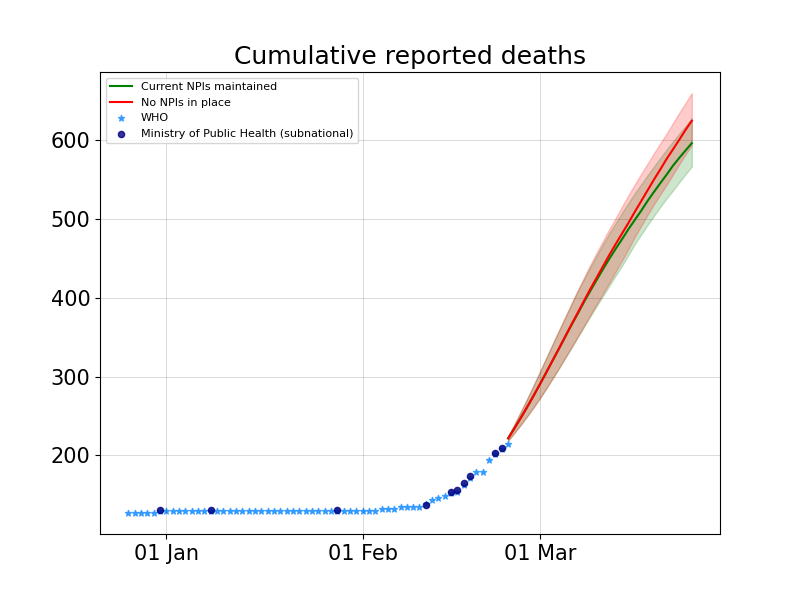 Cumulative reported deaths
Current NPIs maintained
No NPIs in place
WHO
Ministry of Public Health (subnational)
600
500
400
300
200
01 Jan
01 Feb
01 Mar